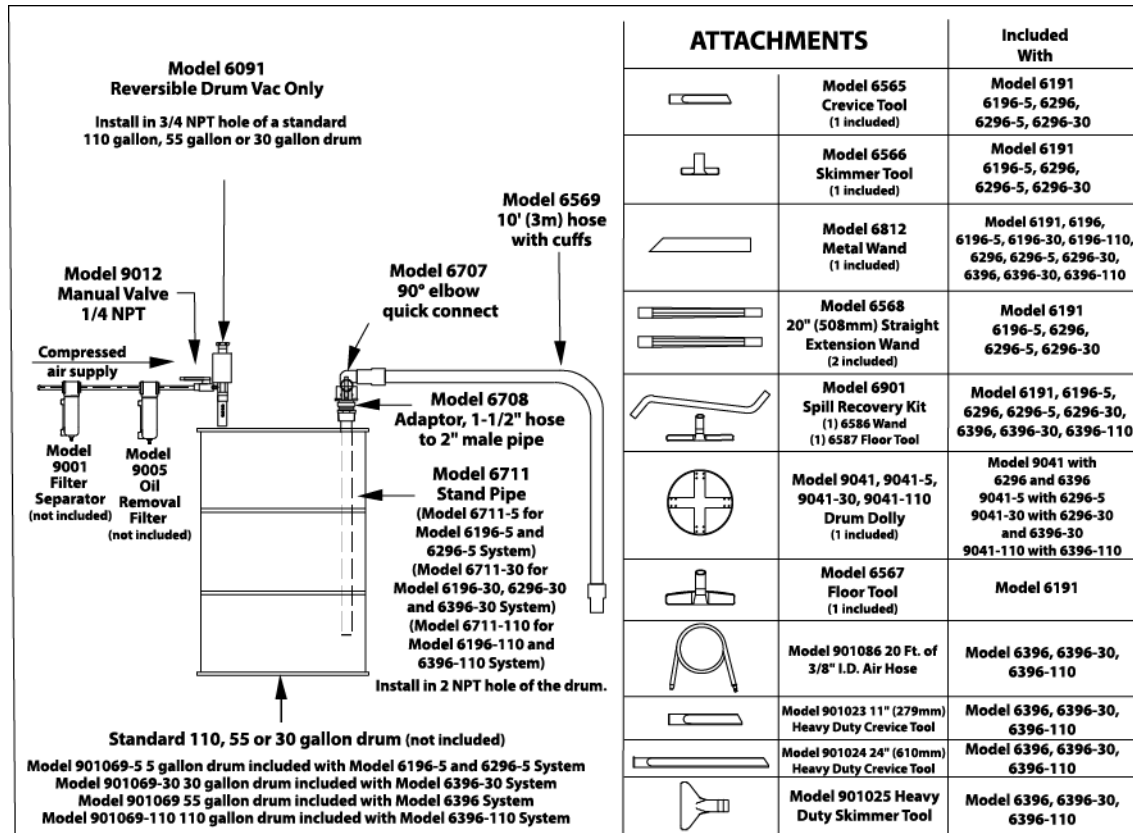 Model 6091
Reversible Drum Vac Only
Install in 3/4 NPT hole of a standard
110 gallon, 55 gallon or 30 gallon drum
Model 6569
10' (3m) hose
with cuffs
Model 9012
Manual Valve
1/4 NPT
Model 6707
90° elbow
quick connect
Compressed
air supply
Model 6708
Adaptor, 1-1/2" hose
to 2" male pipe
Model
9001
Filter
Separator
(not included)
Model
9005
Oil
Removal
Filter
(not included)
Model 6711
Stand Pipe
(Model 6711-5 for
Model 6196-5 and
6296-5 System)
(Model 6711-30 for
Model 6196-30, 6296-30
and 6396-30 System)
(Model 6711-110 for
Model 6196-110 and
6396-110 System)
Install in 2 NPT hole of the drum.
Standard 110, 55 or 30 gallon drum (not included)
Model 901069-5 5 gallon drum included with Model 6196-5 and 6296-5 System
Model 901069-30 30 gallon drum included with Model 6396-30 System
Model 901069 55 gallon drum included with Model 6396 System
Model 901069-110 110 gallon drum included with Model 6396-110 System
ATTACHMENTS
Included
With
Model 6565
Crevice Tool
(1 included)
Model 6191
6196-5, 6296,
6296-5, 6296-30
Model 6566
Skimmer Tool
(1 included)
Model 6191
6196-5, 6296,
6296-5, 6296-30
Model 6812
Metal Wand
(1 included)
Model 6191, 6196,
6196-5, 6196-30, 6196-110,
6296, 6296-5, 6296-30,
6396, 6396-30, 6396-110
Model 6568
20" (508mm) Straight
Extension Wand
(2 included)
Model 6191
6196-5, 6296,
6296-5, 6296-30
Model 6901
Spill Recovery Kit
(1) 6586 Wand
(1) 6587 Floor Tool
Model 6191, 6196-5,
6296, 6296-5, 6296-30,
6396, 6396-30, 6396-110
Model 9041, 9041-5,
9041-30, 9041-110
Drum Dolly
(1 included)
Model 9041 with
6296 and 6396
9041-5 with 6296-5
9041-30 with 6296-30
and 6396-30
9041-110 with 6396-110
Model 6567
Floor Tool
(1 included)
Model 6191
Model 901086 20 Ft. of
3/8" I.D. Air Hose
Model 6396, 6396-30,
6396-110
Model 901023 11" (279mm)
Heavy Duty Crevice Tool
Model 6396, 6396-30,
6396-110
Model 901024 24" (610mm)
Heavy Duty Crevice Tool
Model 6396, 6396-30,
6396-110
Model 901025 Heavy
Duty Skimmer Tool
Model 6396, 6396-30,
6396-110